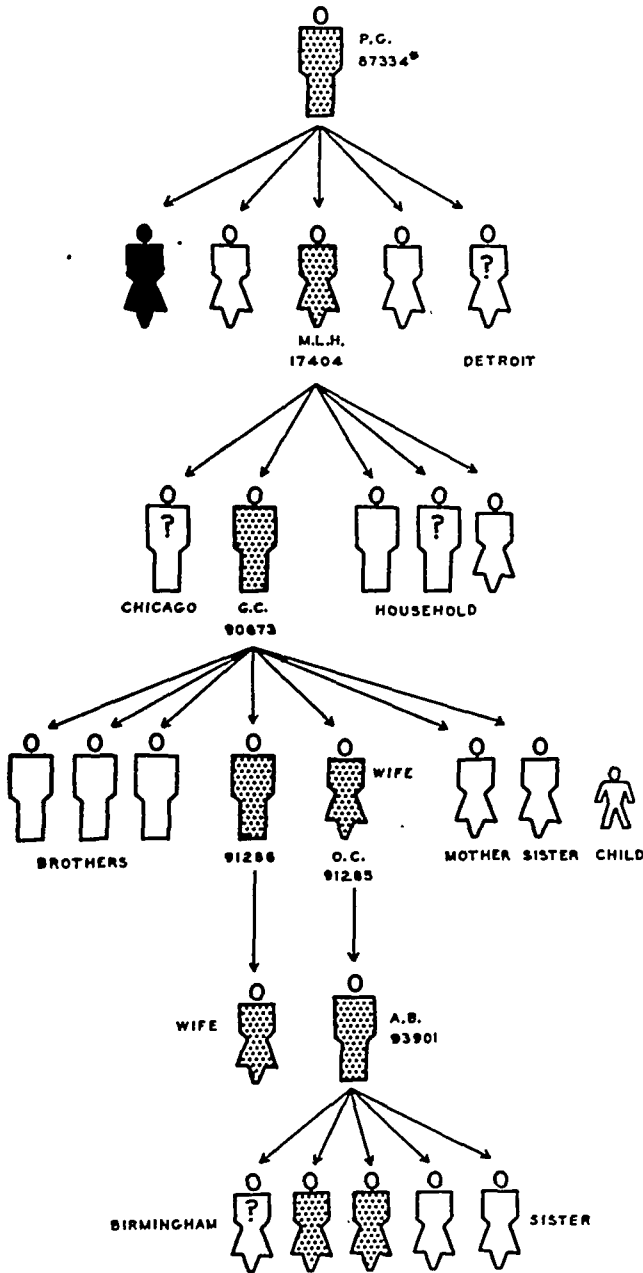 P.C.
87334*
?
M.L.H.
17404
DETROIT
?
?
CHICAGO
G.C.
90673
HOUSEHOLD
WIFE
BROTHERS
91286
O.C.
91285
MOTHER SISTER CHILD
WIFE
A.B.
93901
?
BIRMINGHAM
SISTER